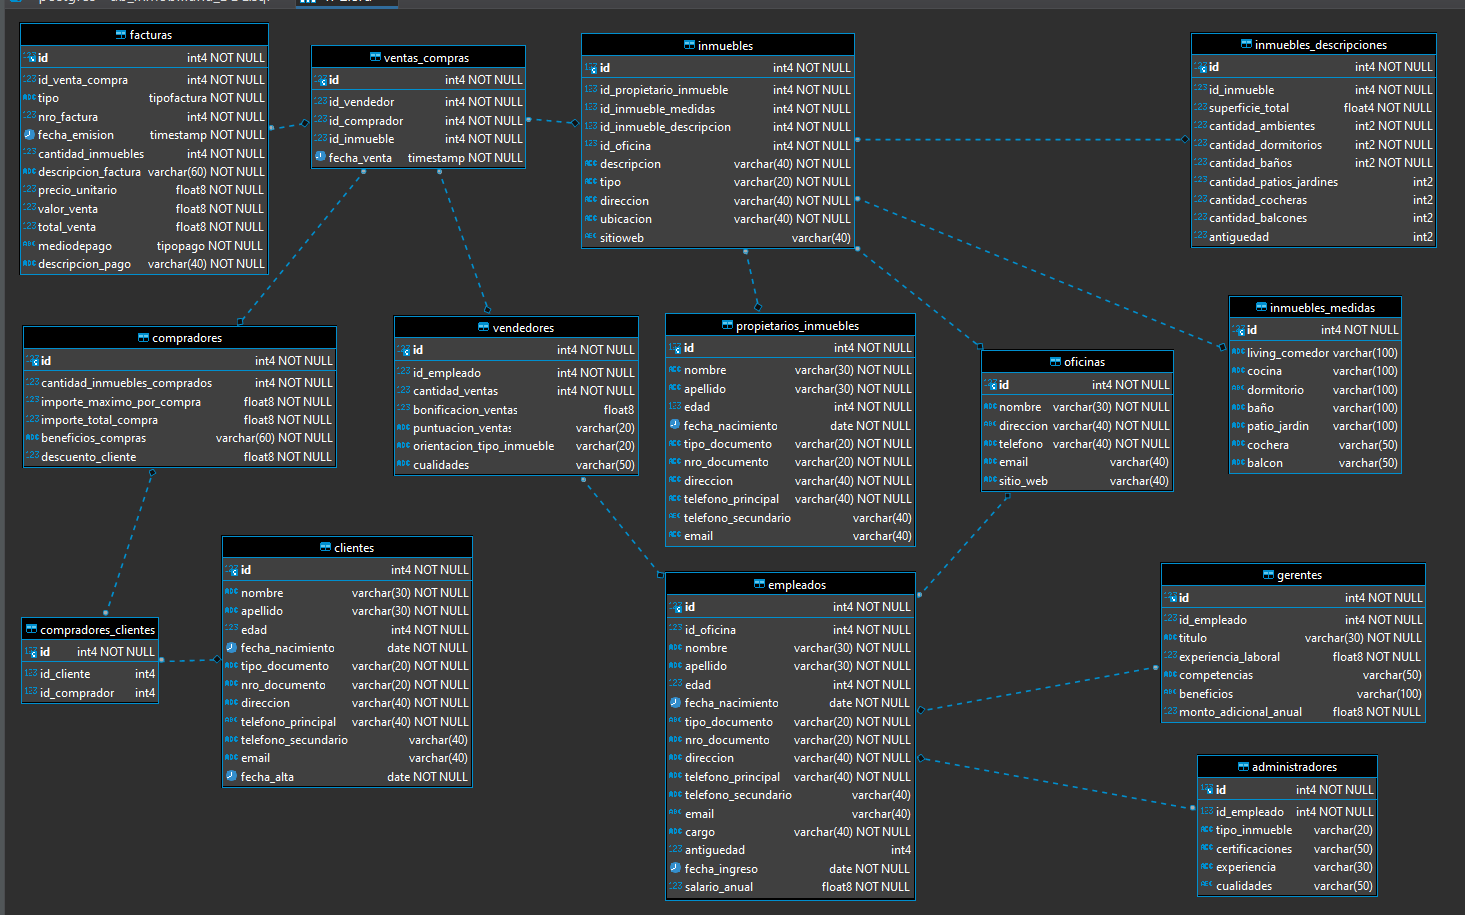 facturas
id int4 NOT NULL
id_venta_compra int4 NOT NULL
tipo tipofactura NOT NULL
nro_factura int4 NOT NULL
fecha_emision timestamp NOT NULL
cantidad_inmuebles int4 NOT NULL
descripcion_factura varchar(60) NOT NULL
precio_unitario float8 NOT NULL
valor_venta float8 NOT NULL
total_venta float8 NOT NULL
mediodepago tipopago NOT NULL
descripcion_pago varchar(40) NOT NULL
ventas_compras
id int4 NOT NULL
id_vendedor int4 NOT NULL
id_comprador int4 NOT NULL
id_inmueble int4 NOT NULL
fecha_venta timestamp NOT NULL
inmuebles
id int4 NOT NULL
id_propietario_inmueble int4 NOT NULL
id_inmueble_medidas int4 NOT NULL
id_inmueble_descripcion int4 NOT NULL
id_oficina int4 NOT NULL
descripcion varchar(40) NOT NULL
tipo varchar(20) NOT NULL
direccion varchar(40) NOT NULL
ubicacion varchar(40) NOT NULL
sitioweb varchar(40)
inmuebles_descripciones
id int4 NOT NULL
id_inmueble int4 NOT NULL
superficie_total float4 NOT NULL
cantidad_ambientes int2 NOT NULL
cantidad_dormitorios int2 NOT NULL
cantidad_baños int2 NOT NULL
cantidad_patios_jardines int2
cantidad_cocheras int2
cantidad_balcones int2
antiguedad int2
compradores
id int4 NOT NULL
cantidad_inmuebles_comprados int4 NOT NULL
importe_maximo_por_compra float8 NOT NULL
importe_total_compra float8 NOT NULL
beneficios_compras varchar(60) NOT NULL
descuento_cliente float8 NOT NULL
vendedores
id int4 NOT NULL
id_empleado int4 NOT NULL
cantidad_ventas int4 NOT NULL
bonificacion_ventas float8
puntuacion_ventas varchar(20)
orientacion_tipo_inmueble varchar(20)
cualidades varchar(50)
propietarios_inmuebles
id int4 NOT NULL
nombre varchar(30) NOT NULL
apellido varchar(30) NOT NULL
edad int4 NOT NULL
fecha_nacimiento date NOT NULL
tipo_documento varchar(20) NOT NULL
nro_documento varchar(20) NOT NULL
direccion varchar(40) NOT NULL
telefono_principal varchar(40) NOT NULL
telefono_secundario varchar(40)
email varchar(40)
oficinas
id int4 NOT NULL
nombre varchar(30) NOT NULL
direccion varchar(40) NOT NULL
telefono varchar(40) NOT NULL
email varchar(40)
sitio_web varchar(40)
inmuebles_medidas
id int4 NOT NULL
living_comedor varchar(100)
cocina varchar(100)
dormitorio varchar(100)
baño varchar(100)
patio_jardin varchar(100)
cochera varchar(50)
balcon varchar(50)
compradores_clientes
id int4 NOT NULL
id_cliente int4
id_comprador int4
clientes
id int4 NOT NULL
nombre varchar(30) NOT NULL
apellido varchar(30) NOT NULL
edad int4 NOT NULL
fecha_nacimiento date NOT NULL
tipo_documento varchar(20) NOT NULL
nro_documento varchar(20) NOT NULL
direccion varchar(40) NOT NULL
telefono_principal varchar(40) NOT NULL
telefono_secundario varchar(40)
email varchar(40)
fecha_alta date NOT NULL
empleados
id int4 NOT NULL
id_oficina int4 NOT NULL
nombre varchar(30) NOT NULL
apellido varchar(30) NOT NULL
edad int4 NOT NULL
fecha_nacimiento date NOT NULL
tipo_documento varchar(20) NOT NULL
nro_documento varchar(20) NOT NULL
direccion varchar(40) NOT NULL
telefono_principal varchar(40) NOT NULL
telefono_secundario varchar(40)
email varchar(40)
cargo varchar(40) NOT NULL
antiguedad int4
fecha_ingreso date NOT NULL
salario_anual float8 NOT NULL
gerentes
id int4 NOT NULL
id_empleado int4 NOT NULL
titulo varchar(30) NOT NULL
experiencia_laboral float8 NOT NULL
competencias varchar(50)
beneficios varchar(100)
monto_adicional_anual float8 NOT NULL
administradores
id int4 NOT NULL
id_empleado int4 NOT NULL
tipo_inmueble varchar(20)
certificaciones varchar(50)
experiencia varchar(30)
cualidades varchar(50)